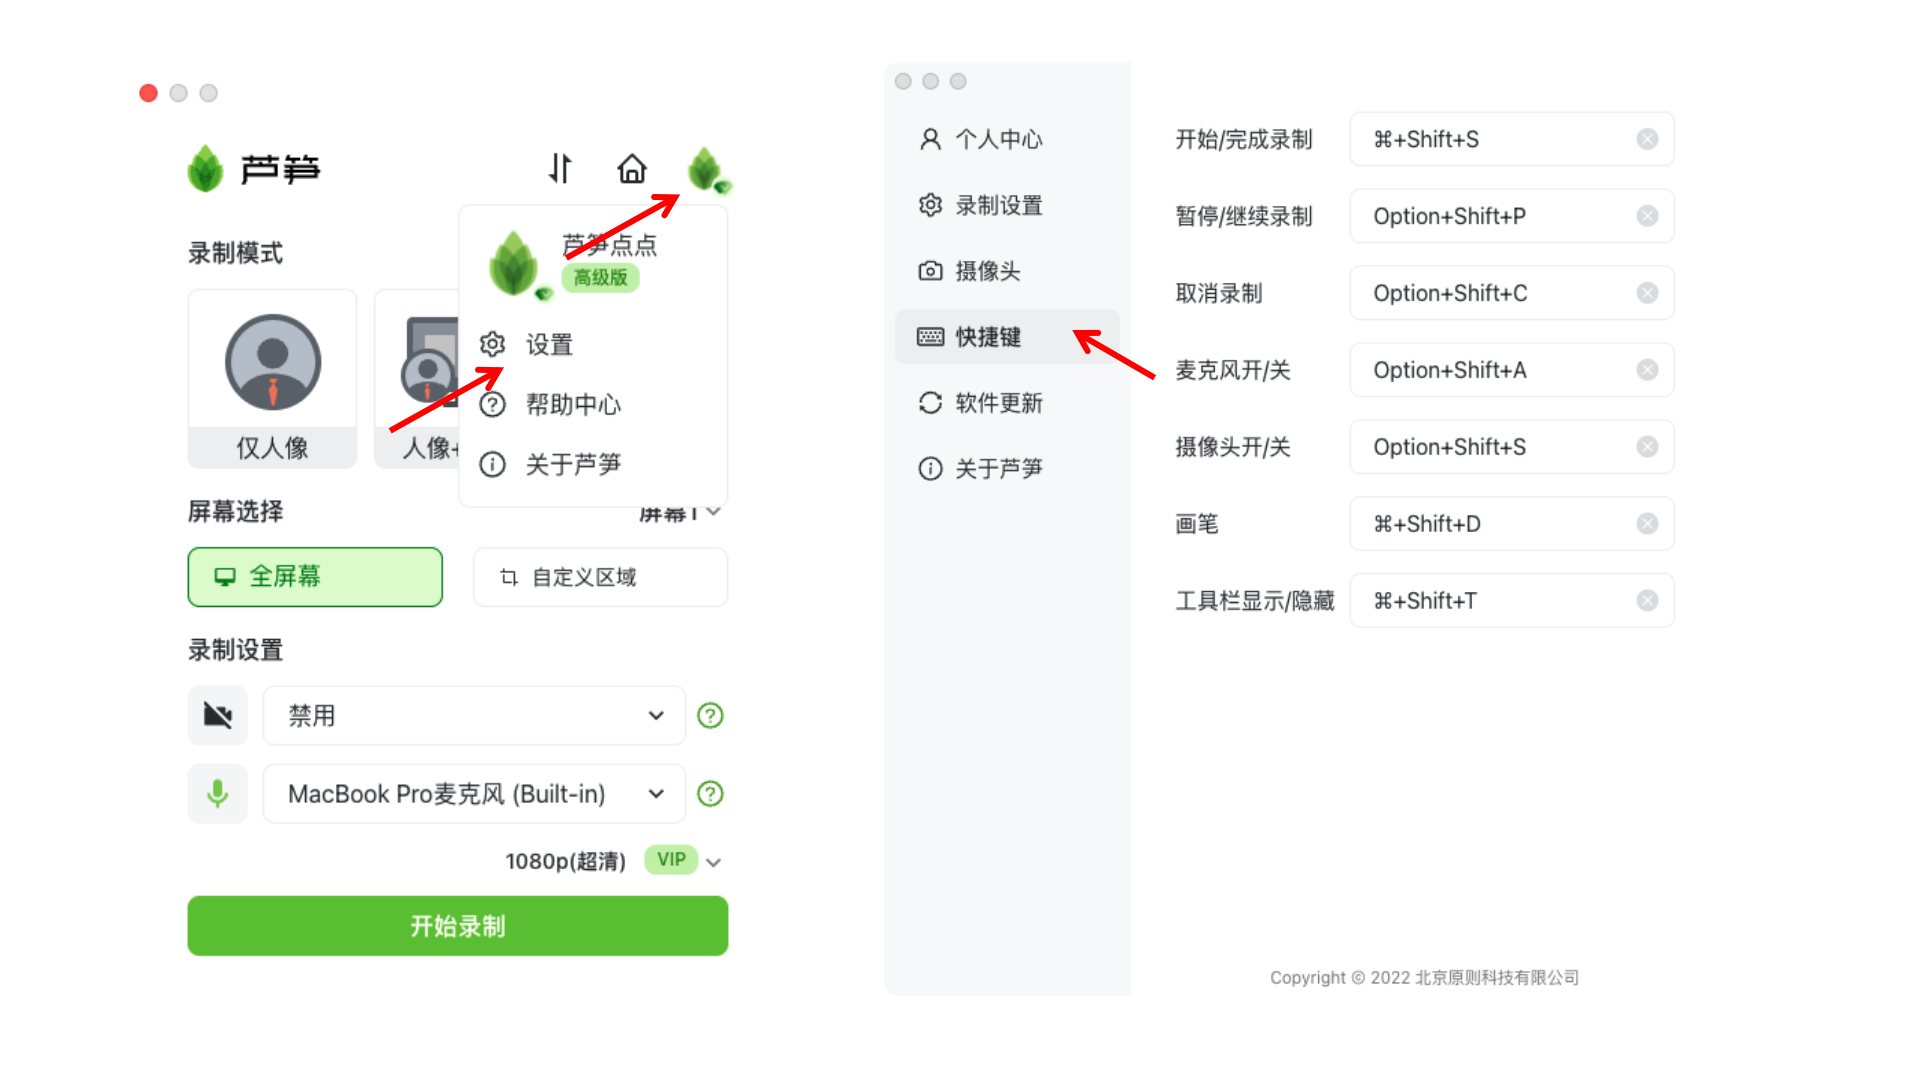 芦笋
芦笋点点
高级版
设置
帮助中心
关于芦笋
录制模式
仅人像
人像+
屏幕选择
屏幕1
全屏幕
自定义区域
录制设置
禁用
MacBook Pro麦克风 (Built-in)
1080p(超清)
VIP
开始录制
个人中心
录制设置
摄像头
快捷键
软件更新
关于芦笋
开始/完成录制 ⌘+Shift+S
暂停/继续录制 Option+Shift+P
取消录制 Option+Shift+C
麦克风开/关 Option+Shift+A
摄像头开/关 Option+Shift+S
画笔 ⌘+Shift+D
工具栏显示/隐藏 ⌘+Shift+T
Copyright © 2022 北京原则科技有限公司